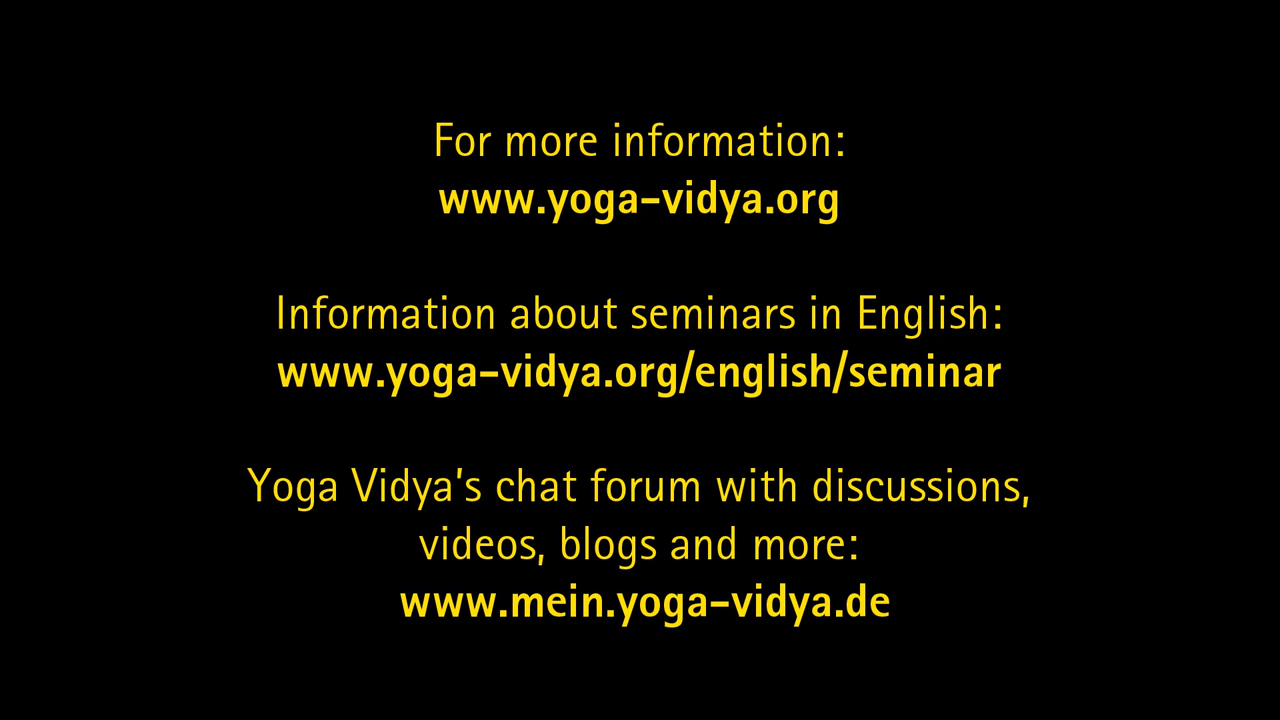 For more information:
www.yoga-vidya.org
Information about seminars in English:
www.yoga-vidya.org/english/seminar
Yoga Vidya’s chat forum with discussions,
videos, blogs and more:
www.mein.yoga-vidya.de